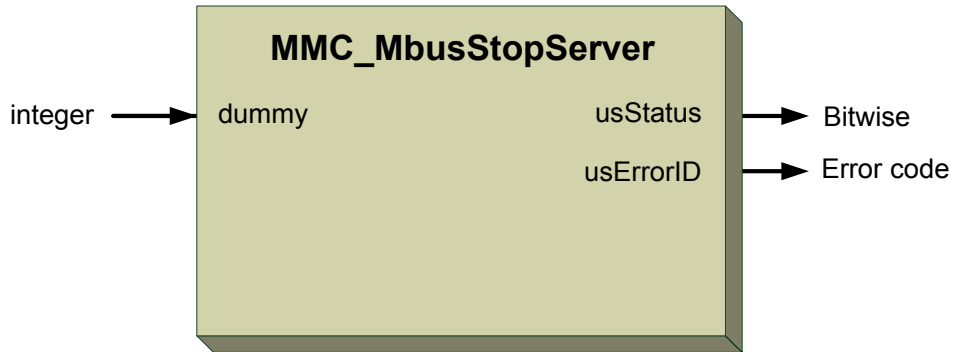 MMC_MbusStopServer
integer dummy usStatus Bitwise
usErrorID Error code